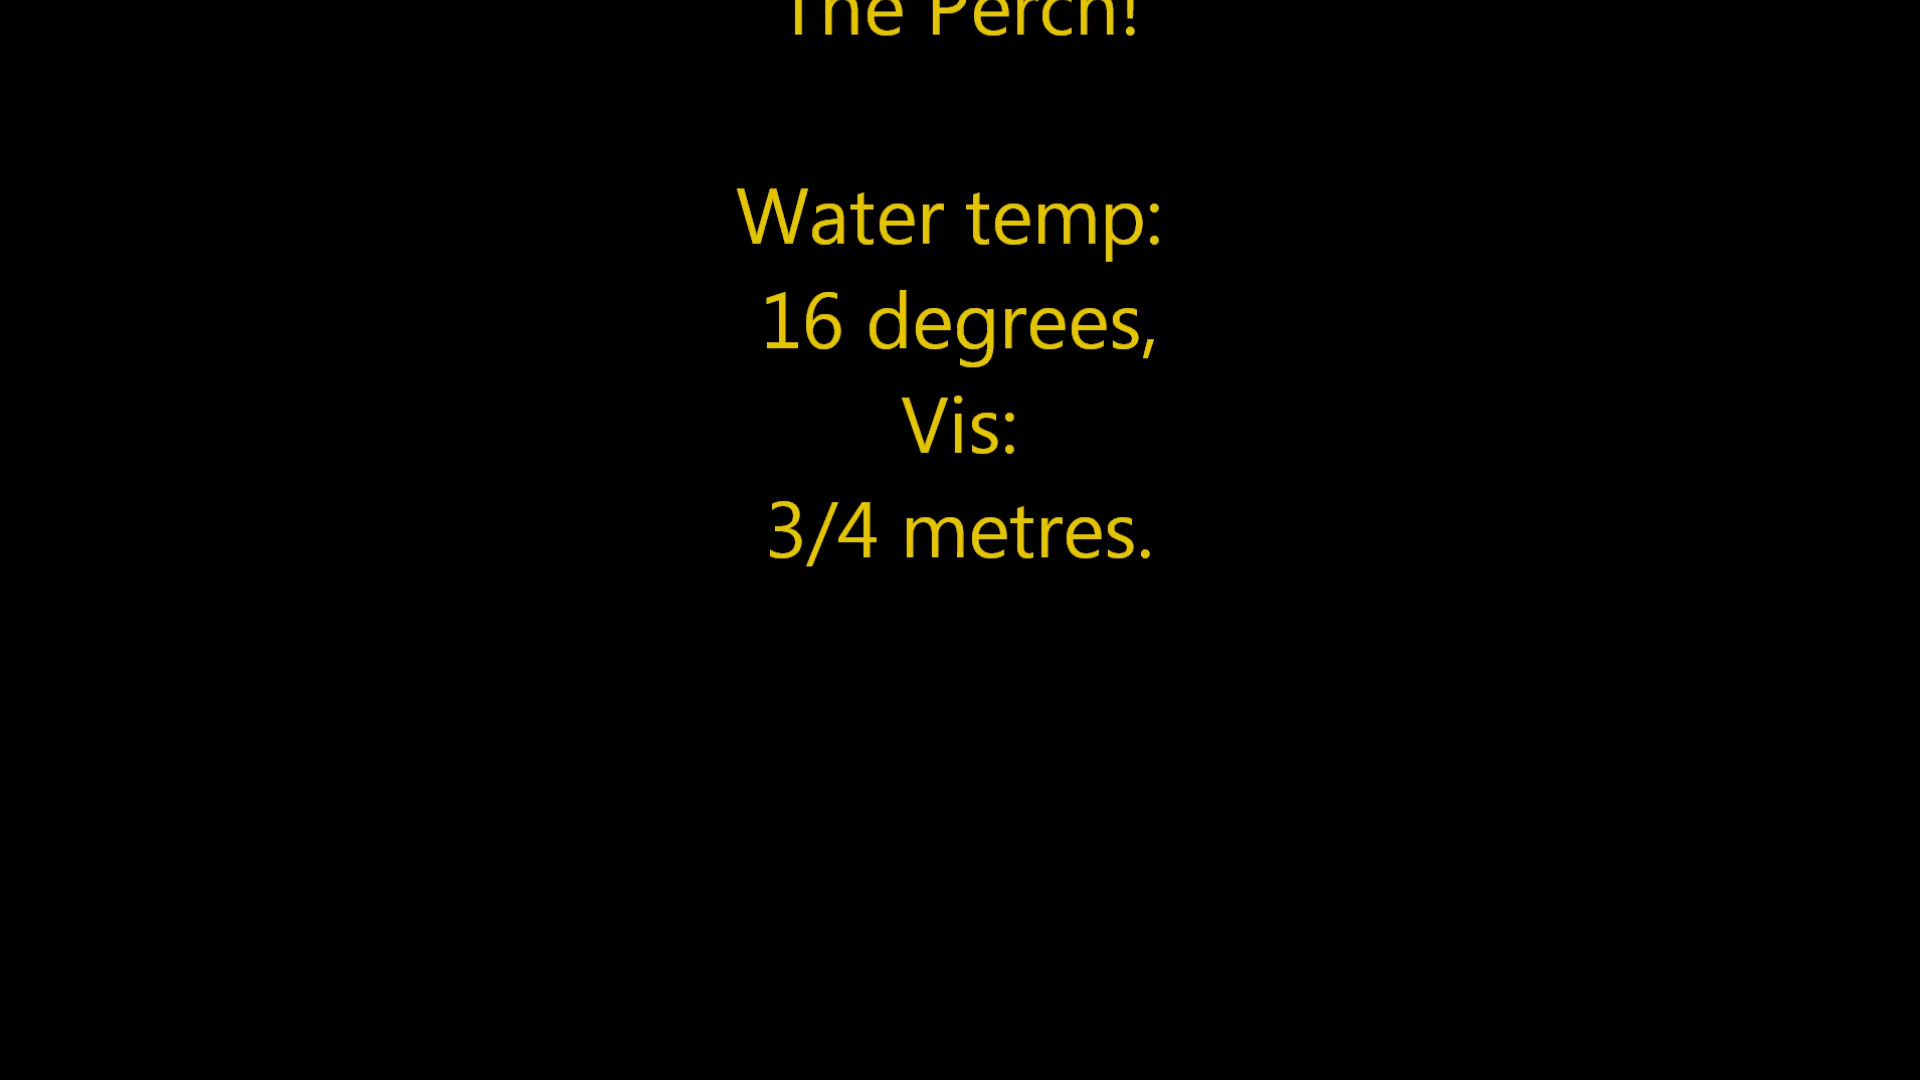 The Perch!
Water temp:
16 degrees,
Vis:
3/4 metres.